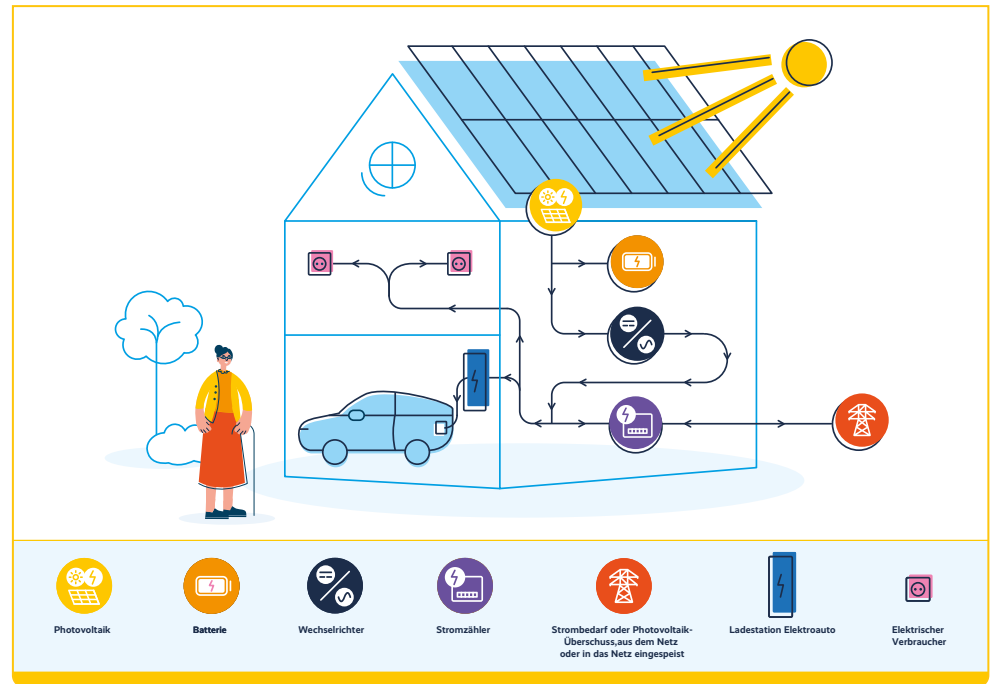 Photovoltaik
Batterie
Wechselrichter
Stromzähler
Strombedarf oder Photovoltaik-
Überschuss,aus dem Netz
oder in das Netz eingespeist
Ladestation Elektroauto
Elektrischer
Verbraucher